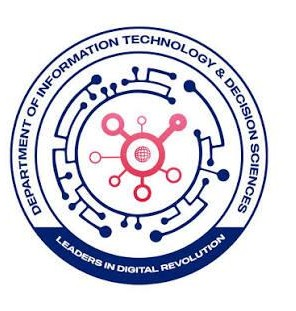 DEPARTMENT OF INFORMATION TECHNOLOGY & DECISION SCIENCES
LEADERS IN DIGITAL REVOLUTION